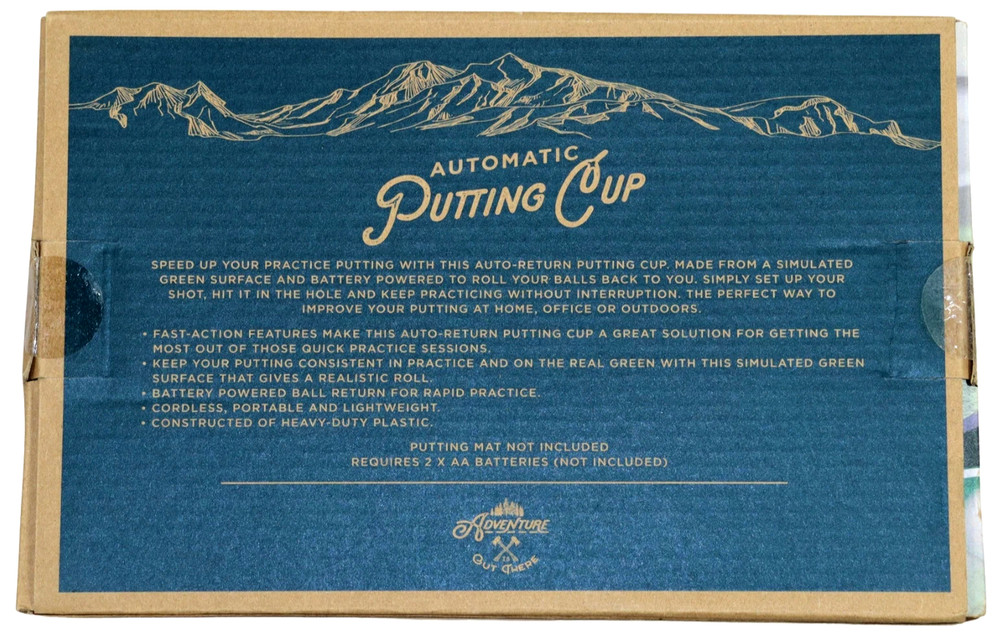 AUTOMATIC
PUTTING CUP
SPEED UP YOUR PRACTICE PUTTING WITH THIS AUTO-RETURN PUTTING CUP. MADE FROM A SIMULATED
GREEN SURFACE AND BATTERY POWERED TO ROLL YOUR BALLS BACK TO YOU. SIMPLY SET UP YOUR
SHOT, HIT IT IN THE HOLE AND KEEP PRACTICING WITHOUT INTERRUPTION. THE PERFECT WAY TO
IMPROVE YOUR PUTTING AT HOME, OFFICE OR OUTDOORS.
• FAST-ACTION FEATURES MAKE THIS AUTO-RETURN PUTTING CUP A GREAT SOLUTION FOR GETTING THE
MOST OUT OF THOSE QUICK PRACTICE SESSIONS.
• KEEP YOUR PUTTING CONSISTENT IN PRACTICE AND ON THE REAL GREEN WITH THIS SIMULATED GREEN
SURFACE THAT GIVES A REALISTIC ROLL.
• BATTERY POWERED BALL RETURN FOR RAPID PRACTICE.
• CORDLESS, PORTABLE AND LIGHTWEIGHT.
• CONSTRUCTED OF HEAVY-DUTY PLASTIC.
PUTTING MAT NOT INCLUDED
REQUIRES 2 X AA BATTERIES (NOT INCLUDED)
ADVENTURE
IS
OUT THERE